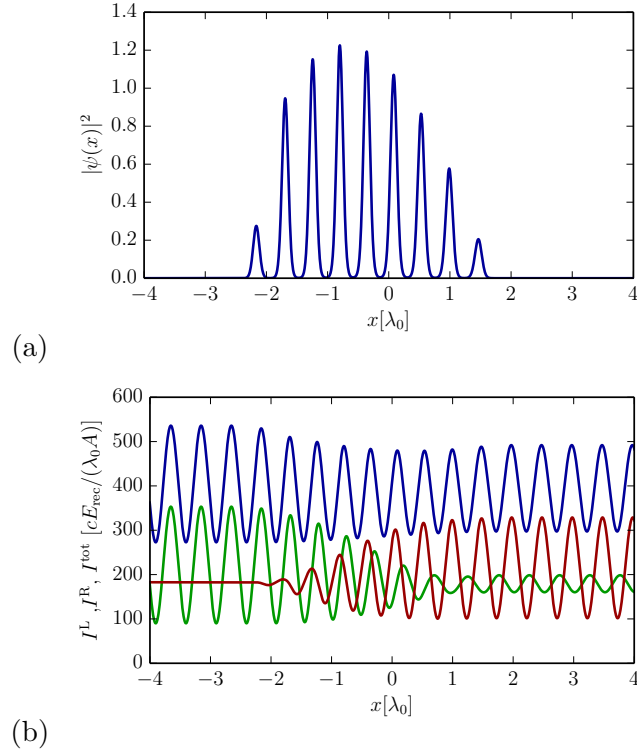 1.4
1.2
1.0
0.8
0.6
0.4
0.2
0.0
|ψ(x)|²
−4 −3 −2 −1 0 1 2 3 4
x[λ₀]
(a)
600
500
400
300
200
100
0
I^L ,I^R, I^tot [cE_rec/(λ₀A)]
−4 −3 −2 −1 0 1 2 3 4
x[λ₀]
(b)